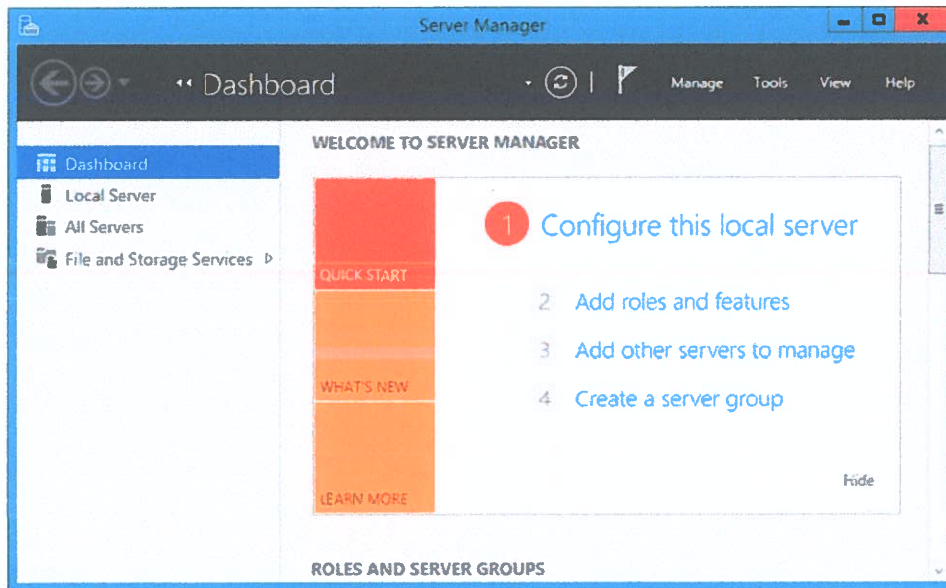 Server Manager
Dashboard
Manage Tools View Help
Dashboard
Local Server
All Servers
File and Storage Services
WELCOME TO SERVER MANAGER
QUICK START
WHAT'S NEW
LEARN MORE
1 Configure this local server
2 Add roles and features
3 Add other servers to manage
4 Create a server group
Hide
ROLES AND SERVER GROUPS